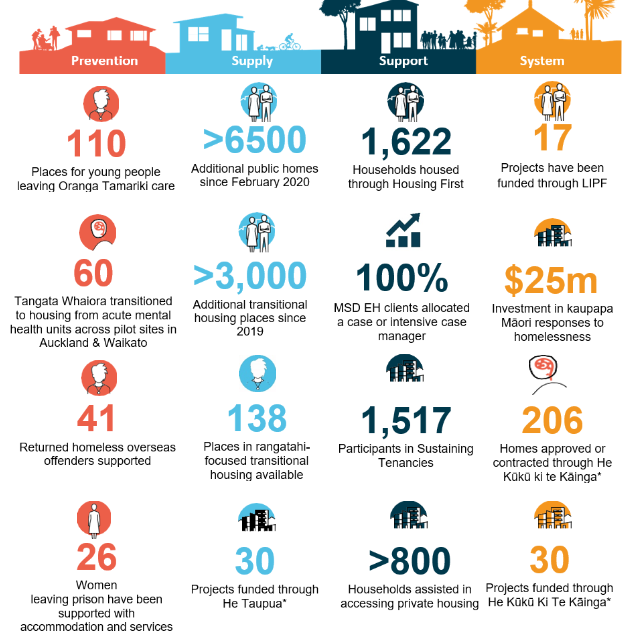 Prevention
Supply
Support
System
110
Places for young people
leaving Oranga Tamariki care
>6500
Additional public homes
since February 2020
1,622
Households housed
through Housing First
17
Projects have been
funded through LIPF
60
Tangata Whaiora transitioned
to housing from acute mental
health units across pilot sites in
Auckland & Waikato
>3,000
Additional transitional
housing places since
2019
100%
MSD EH clients allocated
a case or intensive case
manager
$25m
Investment in kaupapa
Māori responses to
homelessness
41
Returned homeless overseas
offenders supported
138
Places in rangatahi-
focused transitional
housing available
1,517
Participants in Sustaining
Tenancies
206
Homes approved or
contracted through He
Kūkū ki te Kāinga*
26
Women
leaving prison have been
supported with
accommodation and services
30
Projects funded through
He Taupua*
>800
Households assisted in
accessing private housing
30
Projects funded through
He Kūkū Ki Te Kāinga*